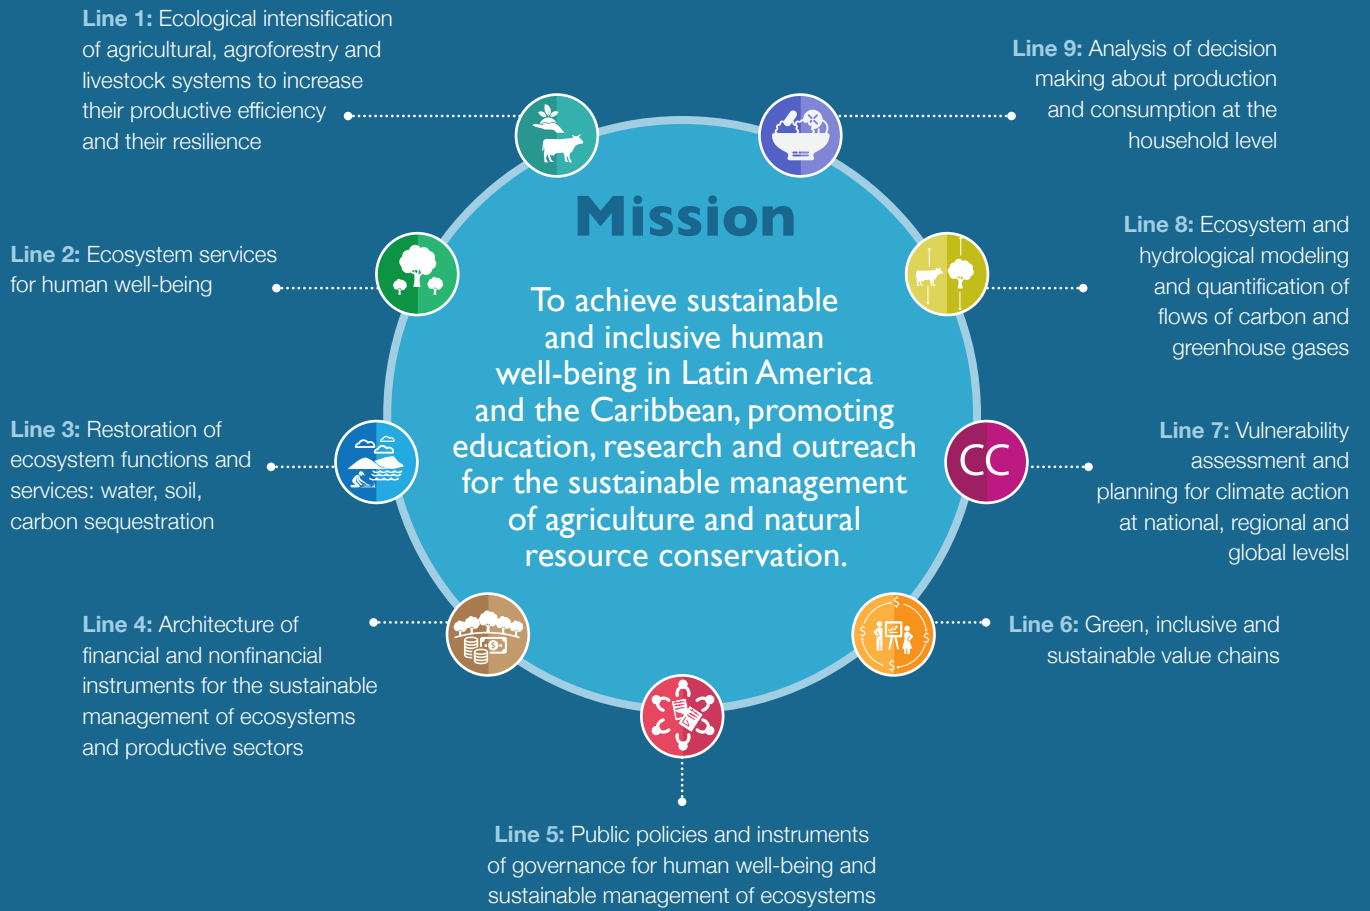 Line 1: Ecological intensification
of agricultural, agroforestry and
livestock systems to increase
their productive efficiency
and their resilience
Line 2: Ecosystem services
for human well-being
Line 3: Restoration of
ecosystem functions and
services: water, soil,
carbon sequestration
Line 4: Architecture of
financial and nonfinancial
instruments for the sustainable
management of ecosystems
and productive sectors
Line 5: Public policies and instruments
of governance for human well-being and
sustainable management of ecosystems
Line 6: Green, inclusive and
sustainable value chains
Line 7: Vulnerability
assessment and
planning for climate action
at national, regional and
global levelsl
Line 8: Ecosystem and
hydrological modeling
and quantification of
flows of carbon and
greenhouse gases
Line 9: Analysis of decision
making about production
and consumption at the
household level
Mission
To achieve sustainable
and inclusive human
well-being in Latin America
and the Caribbean, promoting
education, research and outreach
for the sustainable management
of agriculture and natural
resource conservation.
CC
$
$ $
$
$